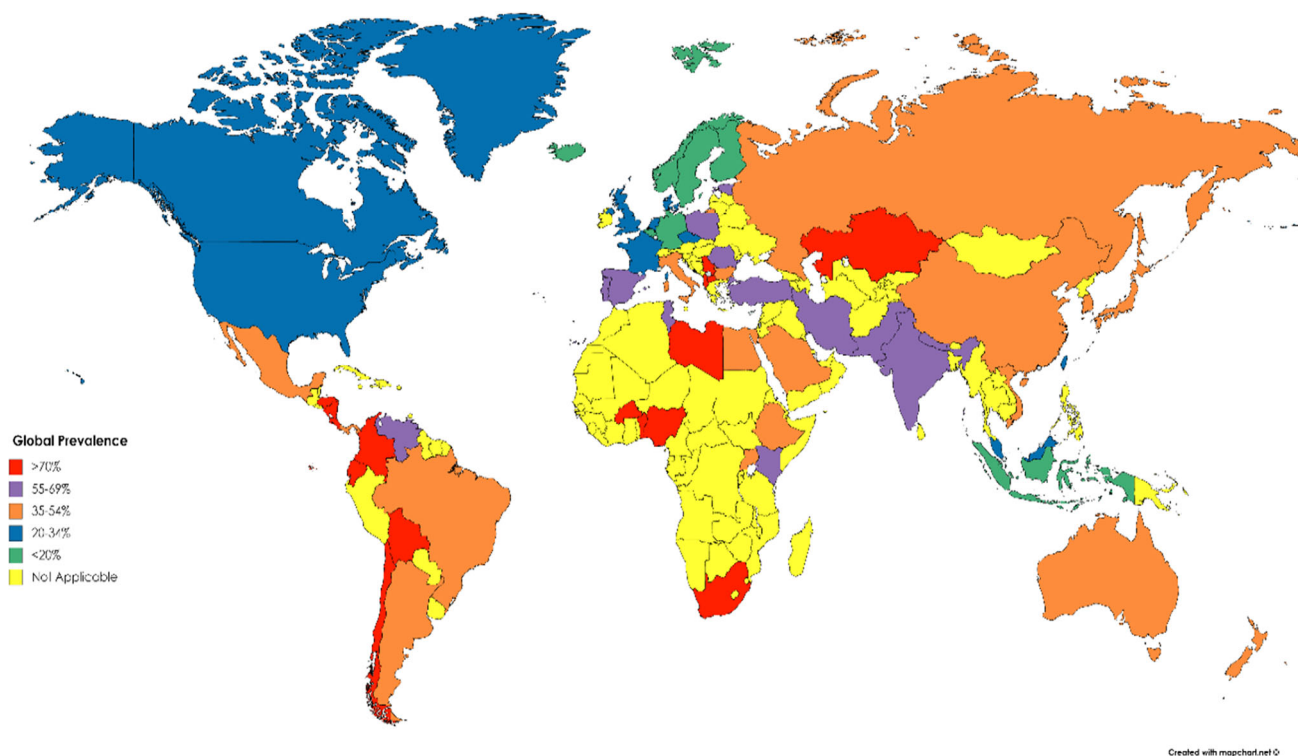 Global Prevalence
>70%
55-69%
35-54%
20-34%
<20%
Not Applicable
Created with mapchart.net ©